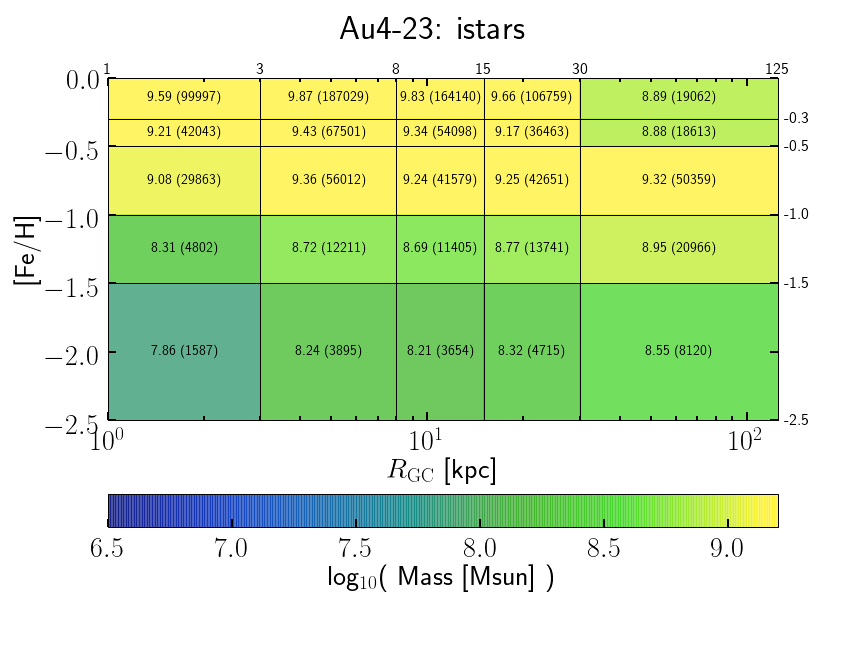 Au4-23: istars
1 3 8 15 30 125
0.0 9.59 (99997) 9.87 (187029) 9.83 (164140) 9.66 (106759) 8.89 (19062)
-0.3
9.21 (42043) 9.43 (67501) 9.34 (54098) 9.17 (36463) 8.88 (18613)
−0.5 -0.5
9.08 (29863) 9.36 (56012) 9.24 (41579) 9.25 (42651) 9.32 (50359)
−1.0 -1.0
[Fe/H]
8.31 (4802) 8.72 (12211) 8.69 (11405) 8.77 (13741) 8.95 (20966)
−1.5 -1.5
−2.0 7.86 (1587) 8.24 (3895) 8.21 (3654) 8.32 (4715) 8.55 (8120)
−2.5 -2.5
10⁰ 10¹ 10²
R_GC [kpc]
6.5 7.0 7.5 8.0 8.5 9.0
log₁₀( Mass [Msun] )